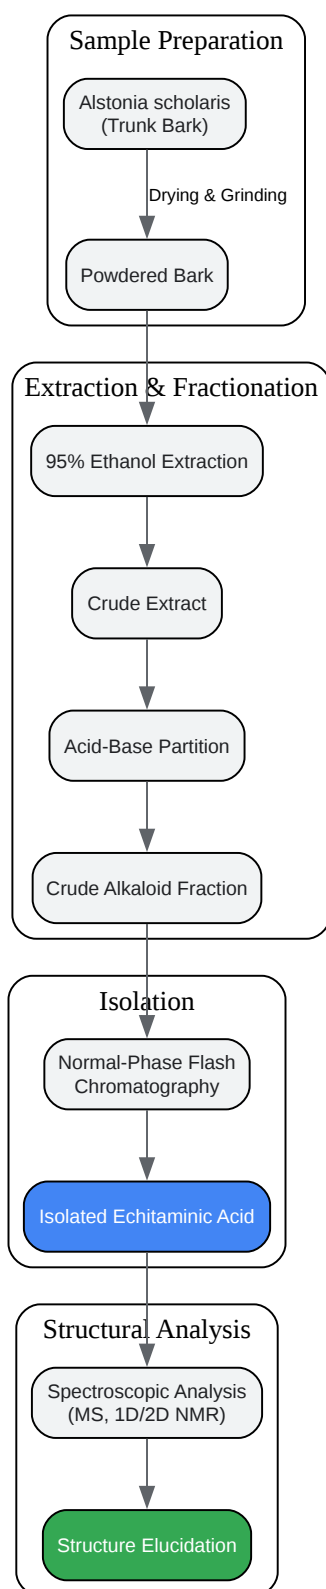 Sample Preparation
Alstonia scholaris
(Trunk Bark)
Drying & Grinding
Powdered Bark
Extraction & Fractionation
95% Ethanol Extraction
Crude Extract
Acid-Base Partition
Crude Alkaloid Fraction
Isolation
Normal-Phase Flash
Chromatography
Isolated Echitaminic Acid
Structural Analysis
Spectroscopic Analysis
(MS, 1D/2D NMR)
Structure Elucidation